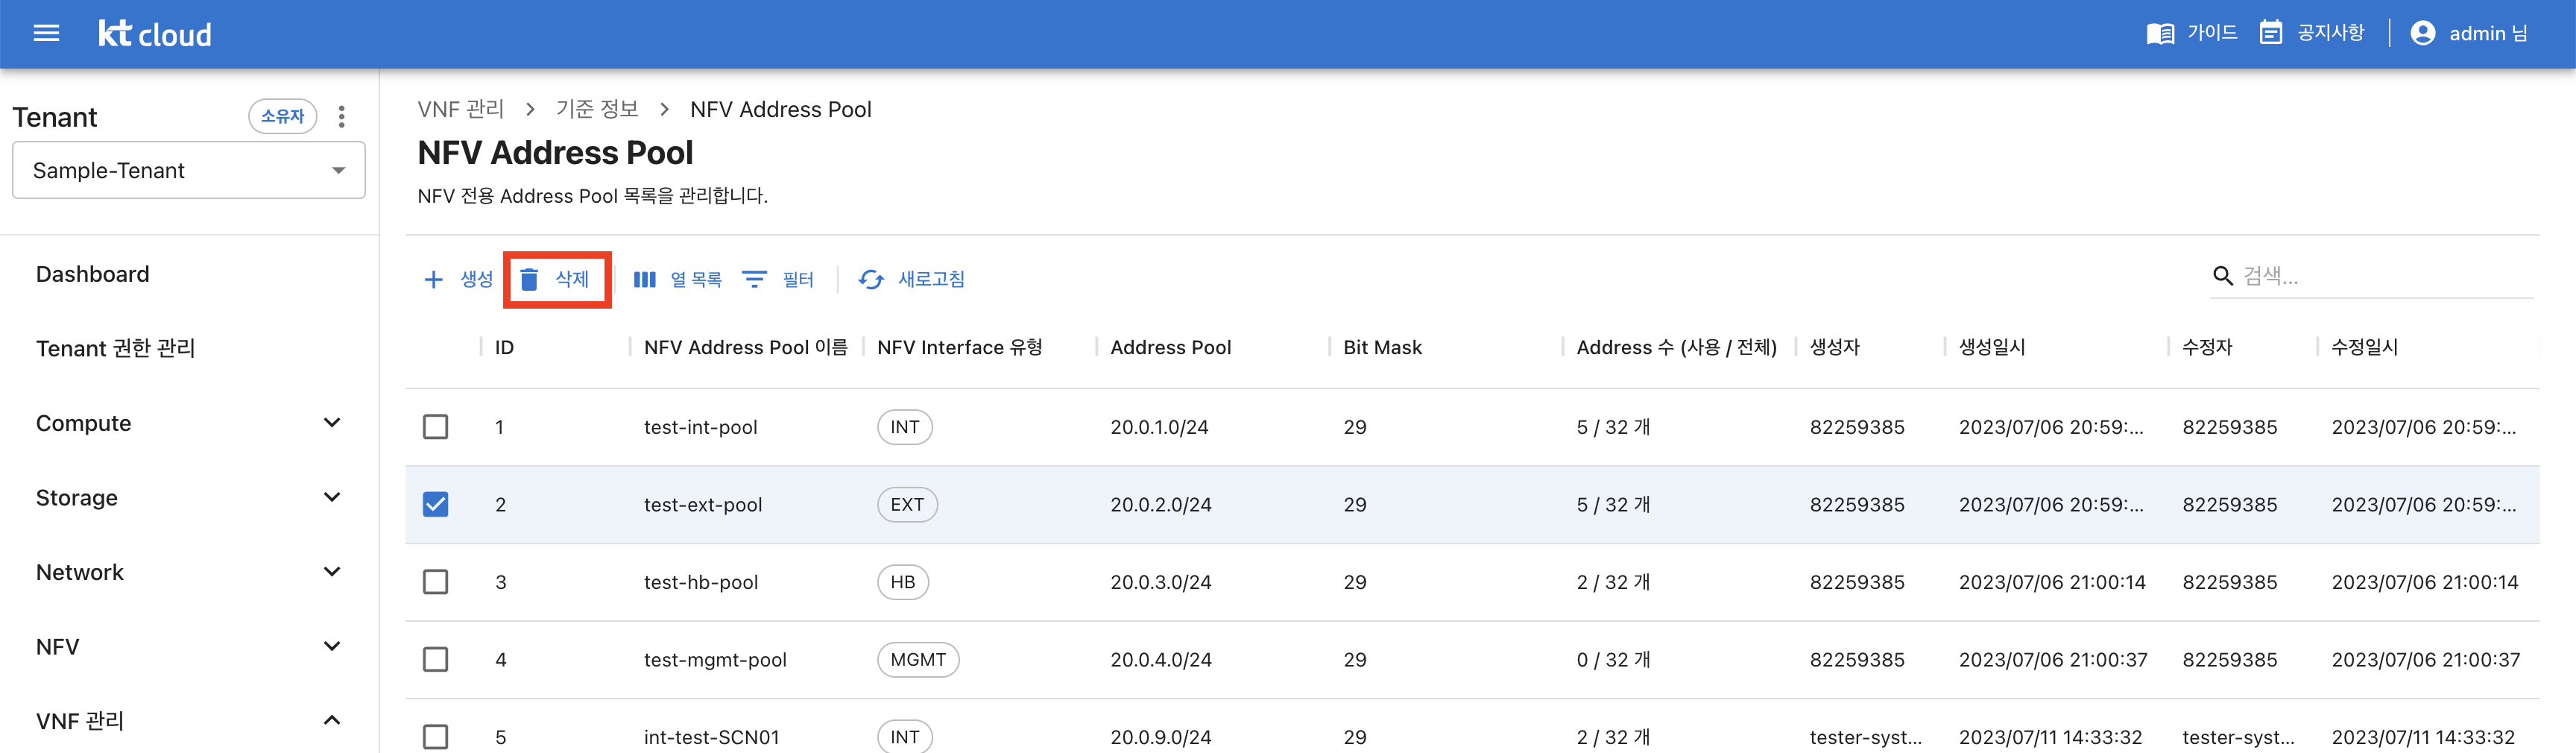 kt cloud
가이드
공지사항
admin 님
Tenant
소유자
Sample-Tenant
Dashboard
Tenant 권한 관리
Compute
Storage
Network
NFV
VNF 관리
VNF 관리 > 기준 정보 > NFV Address Pool
NFV Address Pool
NFV 전용 Address Pool 목록을 관리합니다.
생성 삭제 열 목록 필터 새로고침 검색...
ID NFV Address Pool 이름 NFV Interface 유형 Address Pool Bit Mask Address 수 (사용 / 전체) 생성자 생성일시 수정자 수정일시
1 test-int-pool INT 20.0.1.0/24 29 5 / 32 개 82259385 2023/07/06 20:59:... 82259385 2023/07/06 20:59:...
2 test-ext-pool EXT 20.0.2.0/24 29 5 / 32 개 82259385 2023/07/06 20:59:... 82259385 2023/07/06 20:59:...
3 test-hb-pool HB 20.0.3.0/24 29 2 / 32 개 82259385 2023/07/06 21:00:14 82259385 2023/07/06 21:00:14
4 test-mgmt-pool MGMT 20.0.4.0/24 29 0 / 32 개 82259385 2023/07/06 21:00:37 82259385 2023/07/06 21:00:37
5 int-test-SCN01 INT 20.0.9.0/24 29 2 / 32 개 tester-syst... 2023/07/11 14:33:32 tester-syst... 2023/07/11 14:33:32